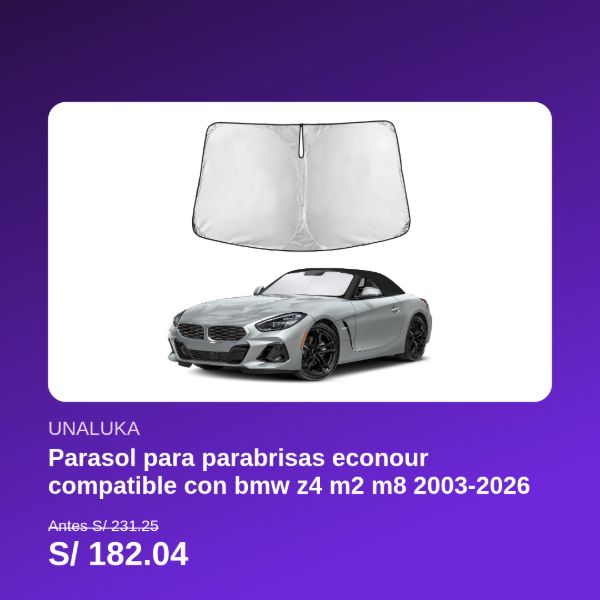 UNALUKA
Parasol para parabrisas econour
compatible con bmw z4 m2 m8 2003-2026
Antes S/ 231.25
S/ 182.04